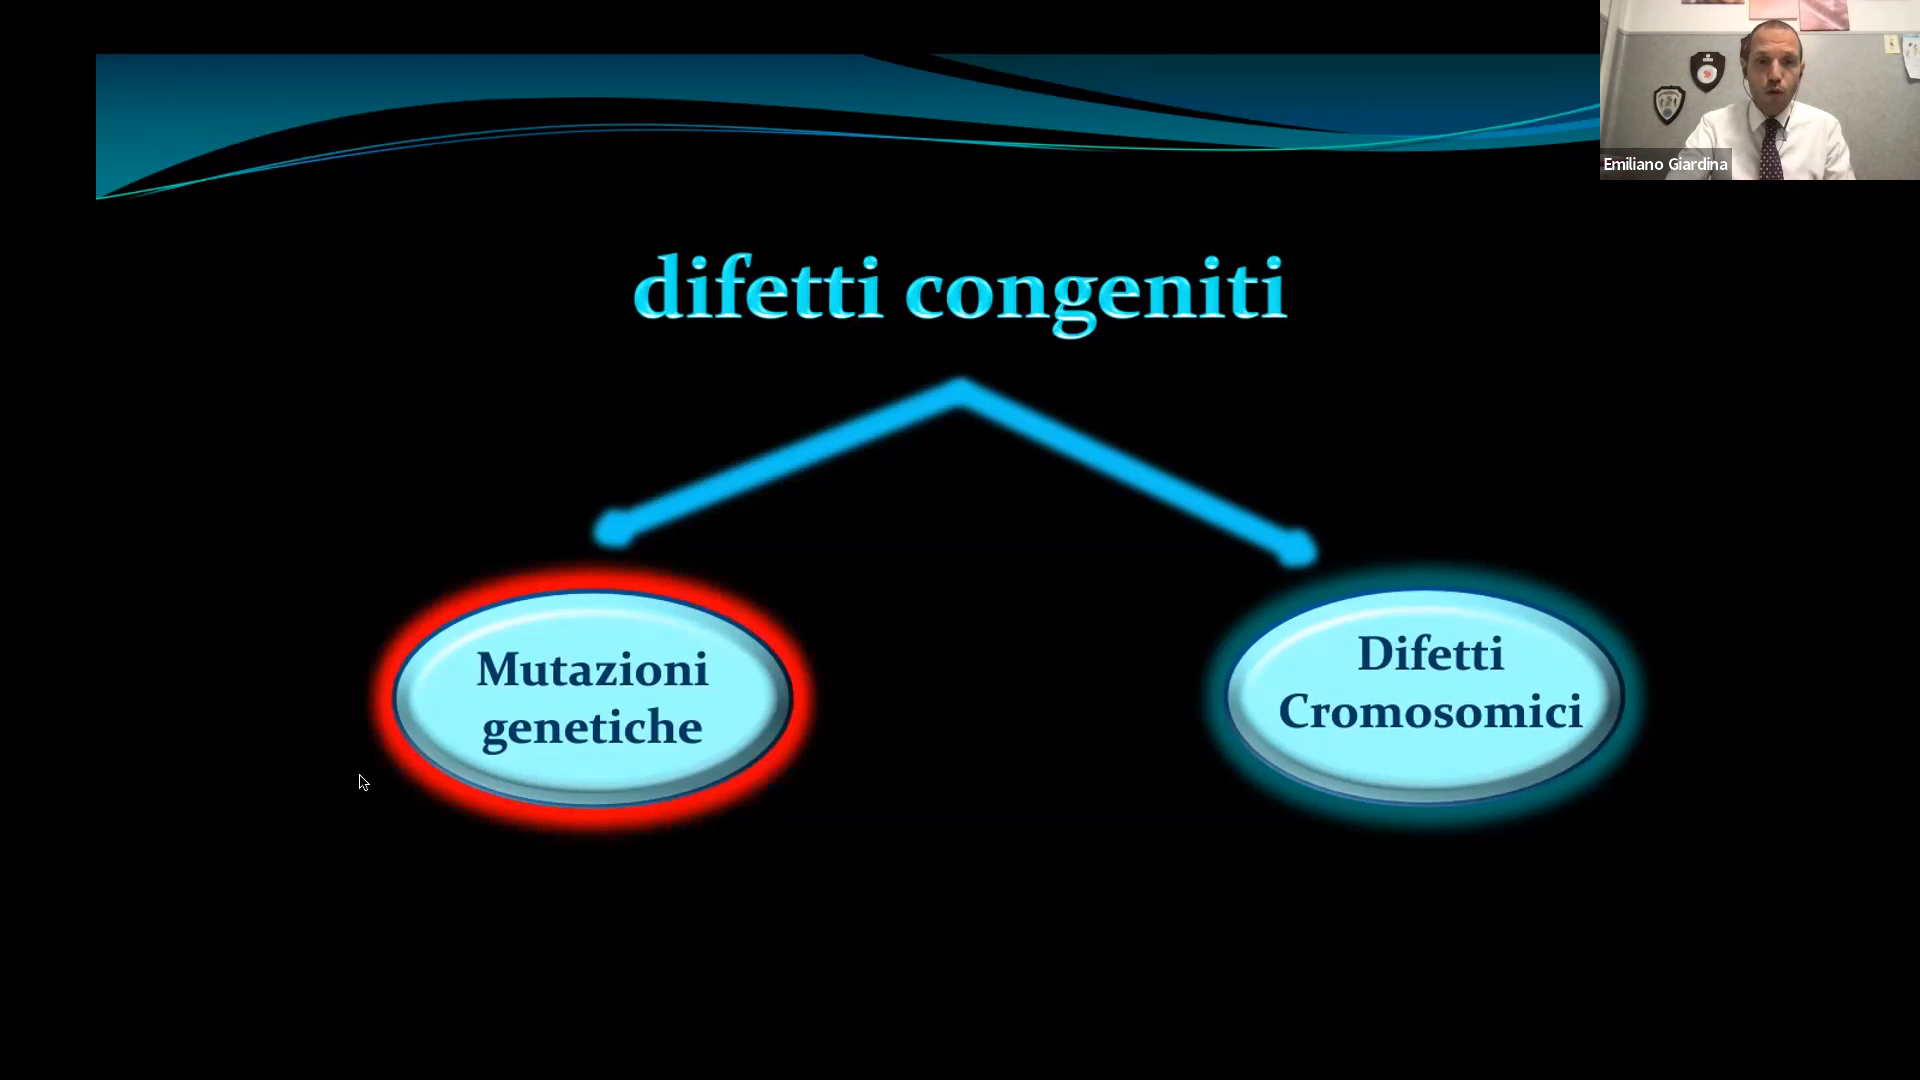 Emiliano Giardina
difetti congeniti
Mutazioni
genetiche
Difetti
Cromosomici